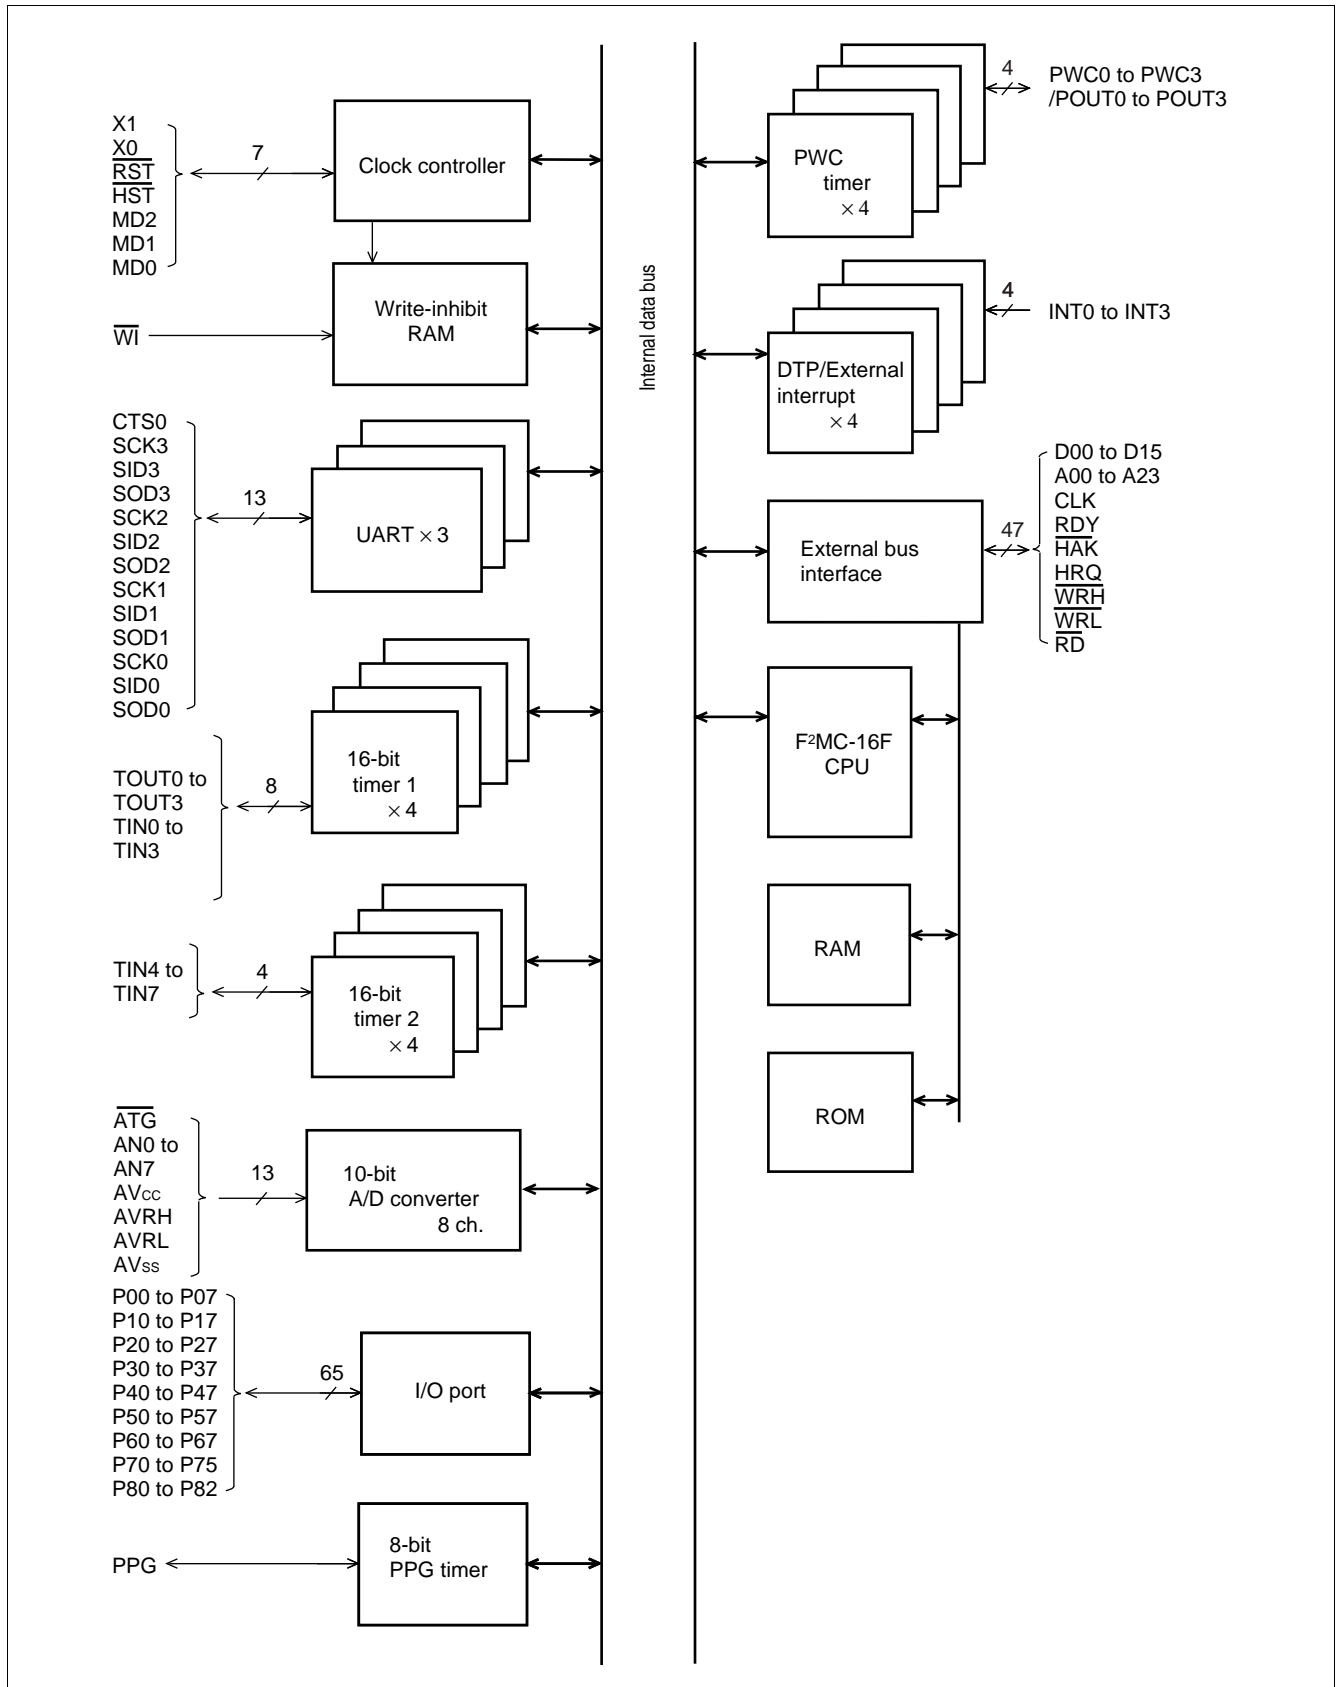 X1
X0
RST
HST
MD2
MD1
MD0
7
Clock controller
WI
Write-inhibit
RAM
CTS0
SCK3
SID3
SOD3
SCK2
SID2
SOD2
SCK1
SID1
SOD1
SCK0
SID0
SOD0
13
UART × 3
TOUT0 to
TOUT3
TIN0 to
TIN3
8
16-bit
timer 1
× 4
TIN4 to
TIN7
4
16-bit
timer 2
× 4
ATG
AN0 to
AN7
AVCC
AVRH
AVRL
AVSS
13
10-bit
A/D converter
8 ch.
P00 to P07
P10 to P17
P20 to P27
P30 to P37
P40 to P47
P50 to P57
P60 to P67
P70 to P75
P80 to P82
65
I/O port
PPG
8-bit
PPG timer
Internal data bus
PWC
timer
× 4
4
PWC0 to PWC3
/POUT0 to POUT3
DTP/External
interrupt
× 4
4
INT0 to INT3
External bus
interface
47
D00 to D15
A00 to A23
CLK
RDY
HAK
HRQ
WRH
WRL
RD
F2MC-16F
CPU
RAM
ROM